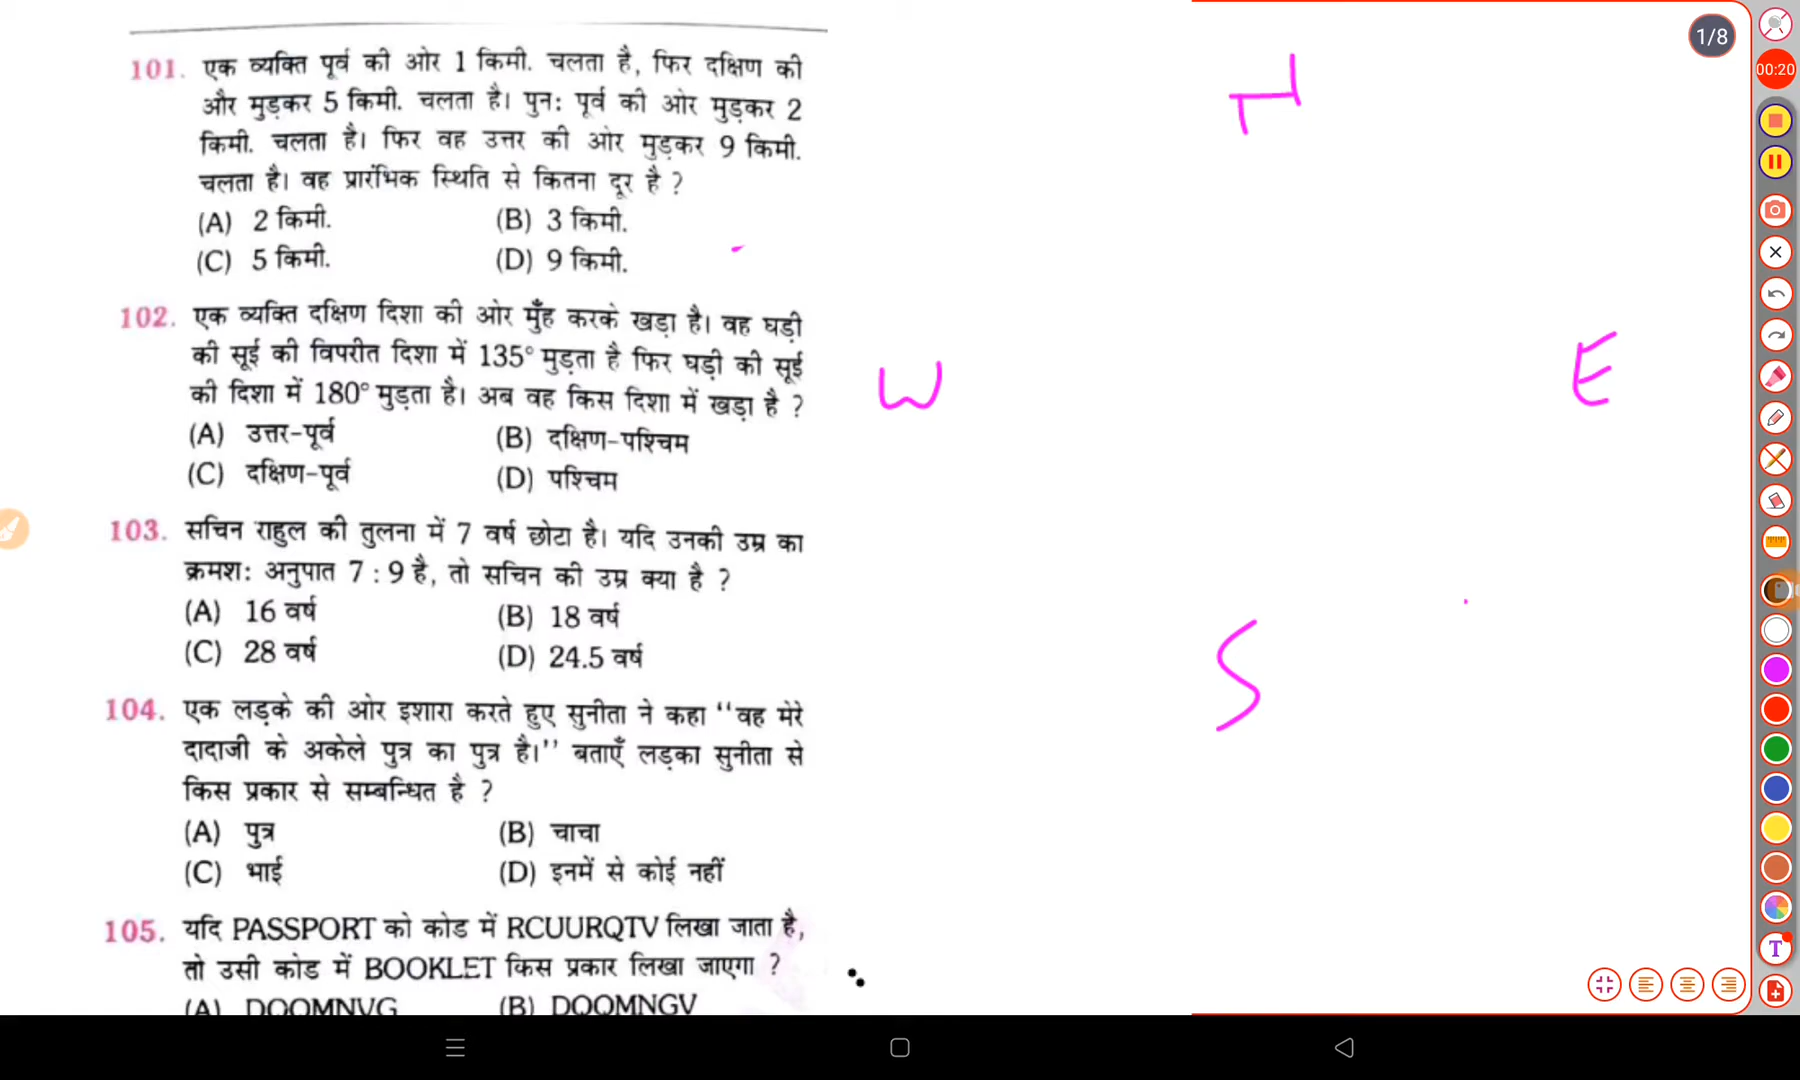 101. एक व्यक्ति पूर्व की ओर 1 किमी. चलता है, फिर दक्षिण की
और मुड़कर 5 किमी. चलता है। पुनः पूर्व की ओर मुड़कर 2
किमी. चलता है। फिर वह उत्तर की ओर मुड़कर 9 किमी.
चलता है। वह प्रारंभिक स्थिति से कितना दूर है ?
(A) 2 किमी. (B) 3 किमी.
(C) 5 किमी. (D) 9 किमी.
102. एक व्यक्ति दक्षिण दिशा की ओर मुँह करके खड़ा है। वह घड़ी
की सूई की विपरीत दिशा में 135° मुड़ता है फिर घड़ी की सूई
की दिशा में 180° मुड़ता है। अब वह किस दिशा में खड़ा है ?
(A) उत्तर-पूर्व (B) दक्षिण-पश्चिम
(C) दक्षिण-पूर्व (D) पश्चिम
103. सचिन राहुल की तुलना में 7 वर्ष छोटा है। यदि उनकी उम्र का
क्रमशः अनुपात 7 : 9 है, तो सचिन की उम्र क्या है ?
(A) 16 वर्ष (B) 18 वर्ष
(C) 28 वर्ष (D) 24.5 वर्ष
104. एक लड़के की ओर इशारा करते हुए सुनीता ने कहा ‘‘वह मेरे
दादाजी के अकेले पुत्र का पुत्र है।’’ बताएँ लड़का सुनीता से
किस प्रकार से सम्बन्धित है ?
(A) पुत्र (B) चाचा
(C) भाई (D) इनमें से कोई नहीं
105. यदि PASSPORT को कोड में RCUURQTV लिखा जाता है,
तो उसी कोड में BOOKLET किस प्रकार लिखा जाएगा ?
(A) DQQMNVG (B) DQQMNGV
W
E
S
1/8
00:20
T